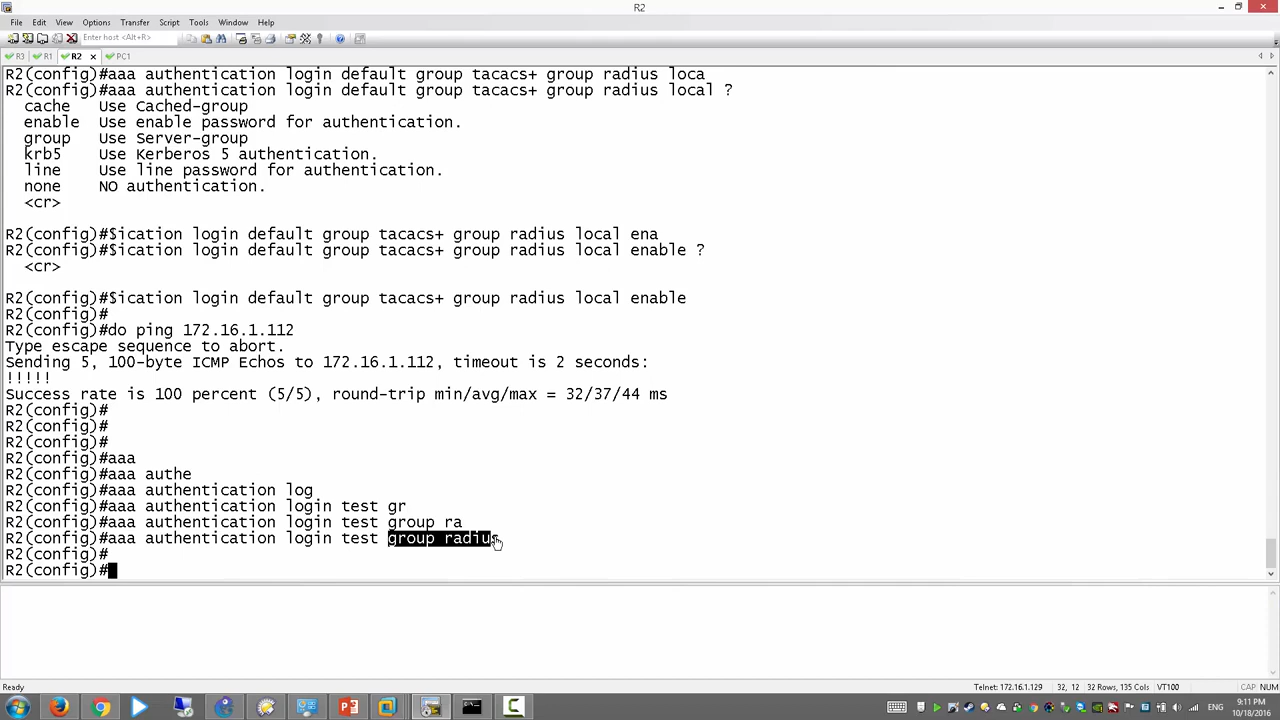 R2
File Edit View Options Transfer Script Tools Window Help
Enter host <Alt+R>
R3 R1 R2 PC1
R2(config)#aaa authentication login default group tacacs+ group radius loca
R2(config)#aaa authentication login default group tacacs+ group radius local ?
cache Use Cached-group
enable Use enable password for authentication.
group Use Server-group
krb5 Use Kerberos 5 authentication.
line Use line password for authentication.
none NO authentication.
<cr>
R2(config)#$ication login default group tacacs+ group radius local ena
R2(config)#$ication login default group tacacs+ group radius local enable ?
<cr>
R2(config)#$ication login default group tacacs+ group radius local enable
R2(config)#
R2(config)#do ping 172.16.1.112
Type escape sequence to abort.
Sending 5, 100-byte ICMP Echos to 172.16.1.112, timeout is 2 seconds:
!!!!!
Success rate is 100 percent (5/5), round-trip min/avg/max = 32/37/44 ms
R2(config)#
R2(config)#
R2(config)#
R2(config)#aaa
R2(config)#aaa authe
R2(config)#aaa authentication log
R2(config)#aaa authentication login test gr
R2(config)#aaa authentication login test group ra
R2(config)#aaa authentication login test group radius
R2(config)#
R2(config)#
Ready Telnet: 172.16.1.129 32, 12 32 Rows, 135 Cols VT100 CAP NUM
ENG 9:11 PM
10/18/2016